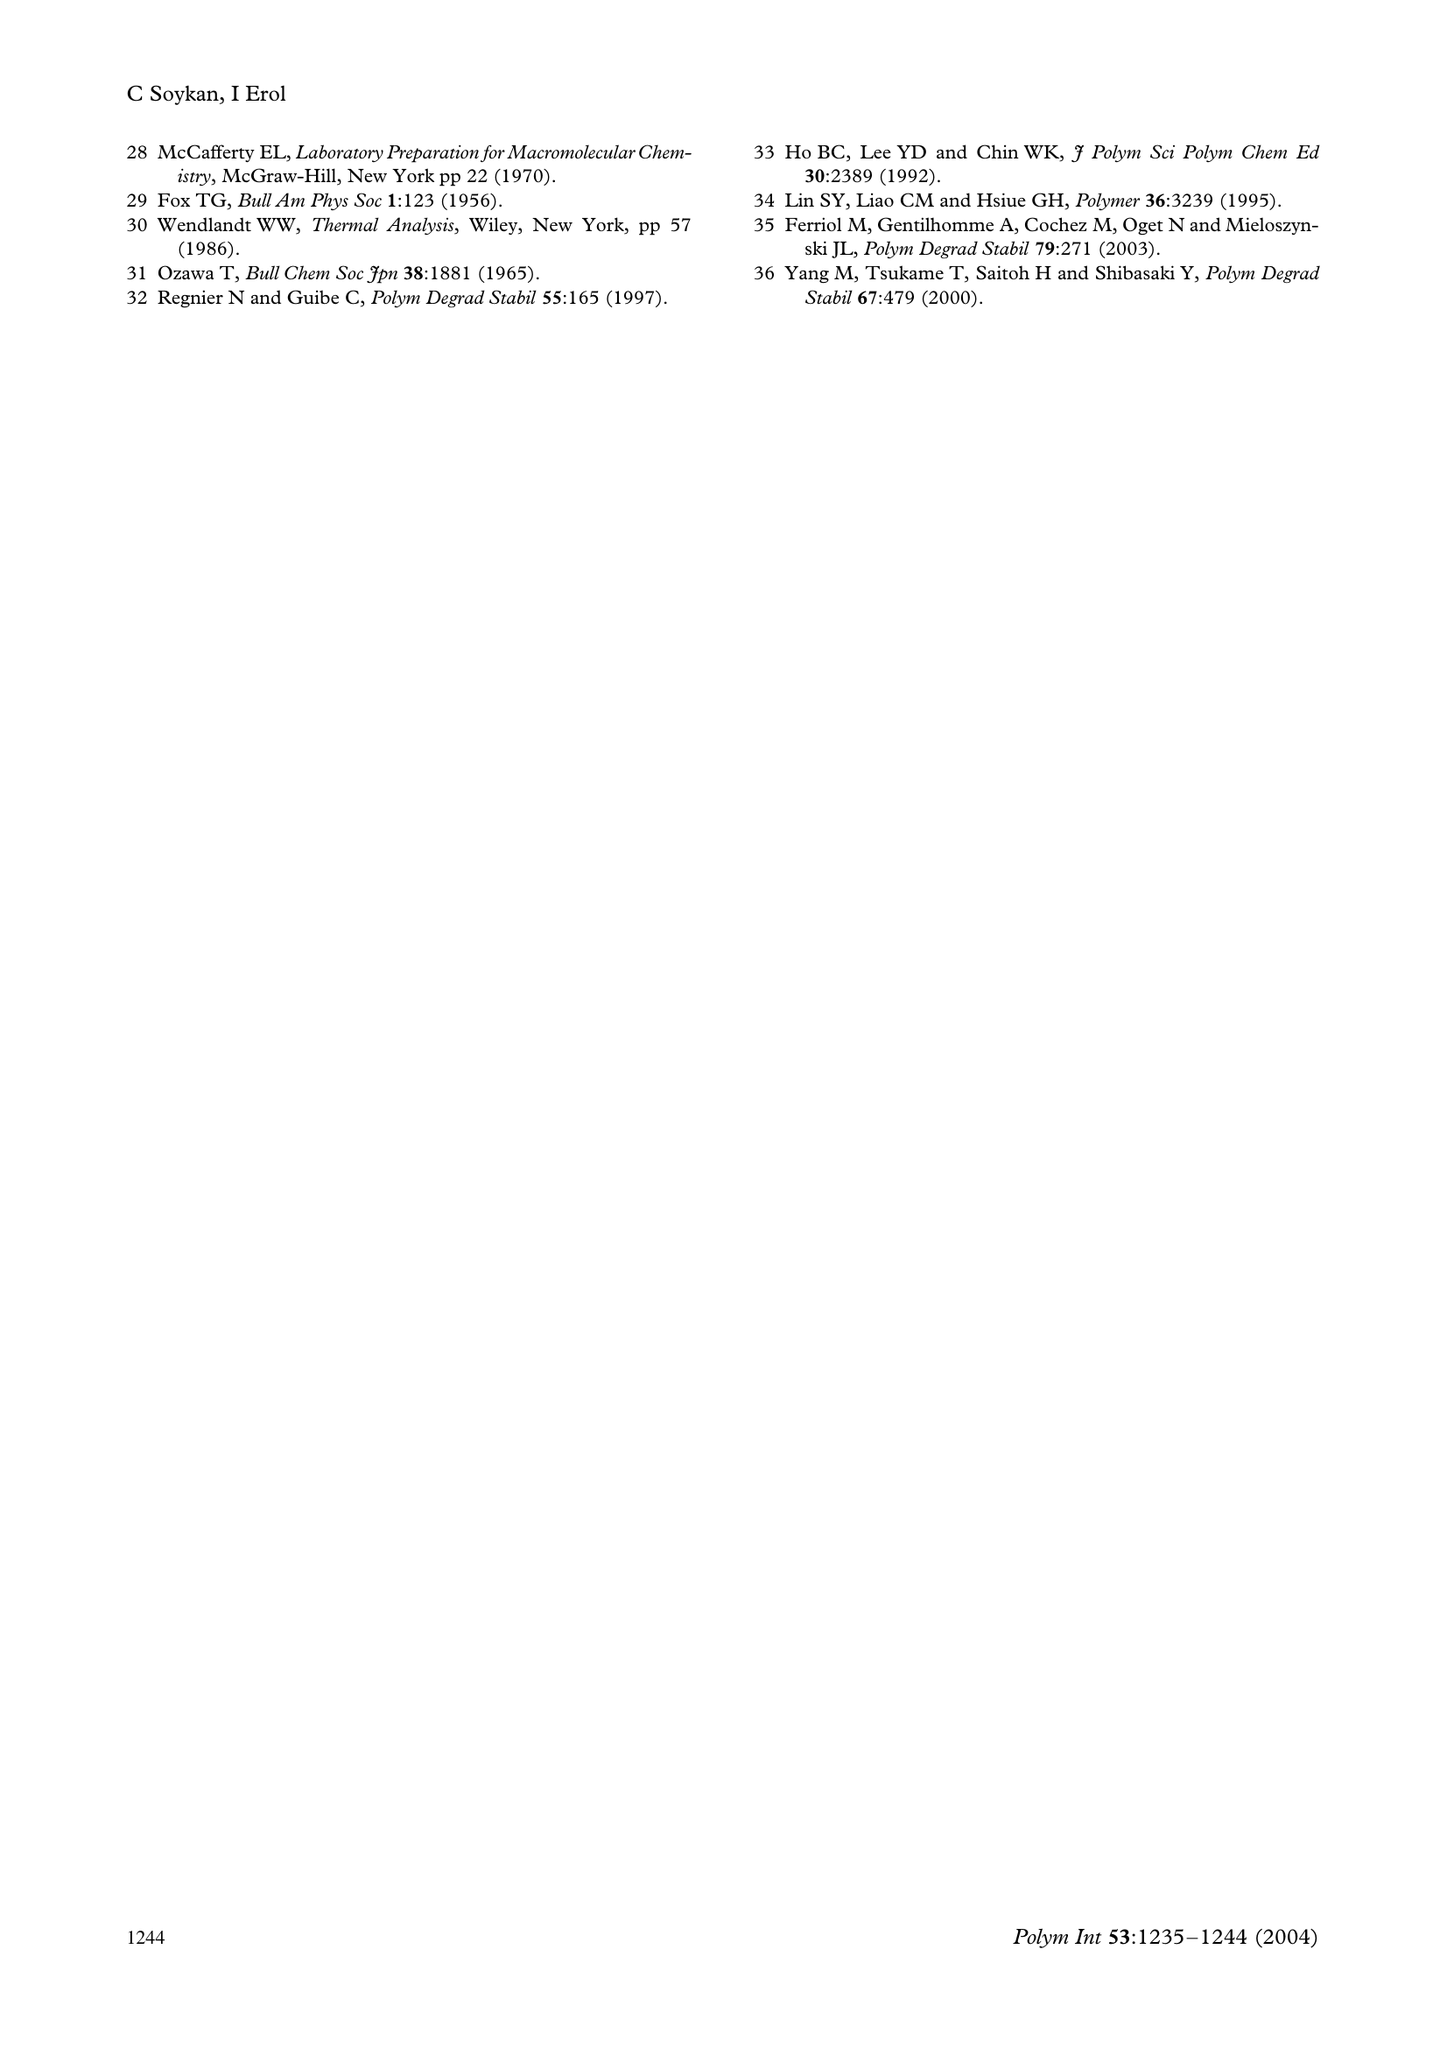 C Soykan, I Erol
28 McCafferty EL, Laboratory Preparation for Macromolecular Chem-
istry, McGraw-Hill, New York pp 22 (1970).
29 Fox TG, Bull Am Phys Soc 1:123 (1956).
30 Wendlandt WW, Thermal Analysis, Wiley, New York, pp 57
(1986).
31 Ozawa T, Bull Chem Soc Jpn 38:1881 (1965).
32 Regnier N and Guibe C, Polym Degrad Stabil 55:165 (1997).
33 Ho BC, Lee YD and Chin WK, J Polym Sci Polym Chem Ed
30:2389 (1992).
34 Lin SY, Liao CM and Hsiue GH, Polymer 36:3239 (1995).
35 Ferriol M, Gentilhomme A, Cochez M, Oget N and Mieloszyn-
ski JL, Polym Degrad Stabil 79:271 (2003).
36 Yang M, Tsukame T, Saitoh H and Shibasaki Y, Polym Degrad
Stabil 67:479 (2000).
1244
Polym Int 53:1235–1244 (2004)